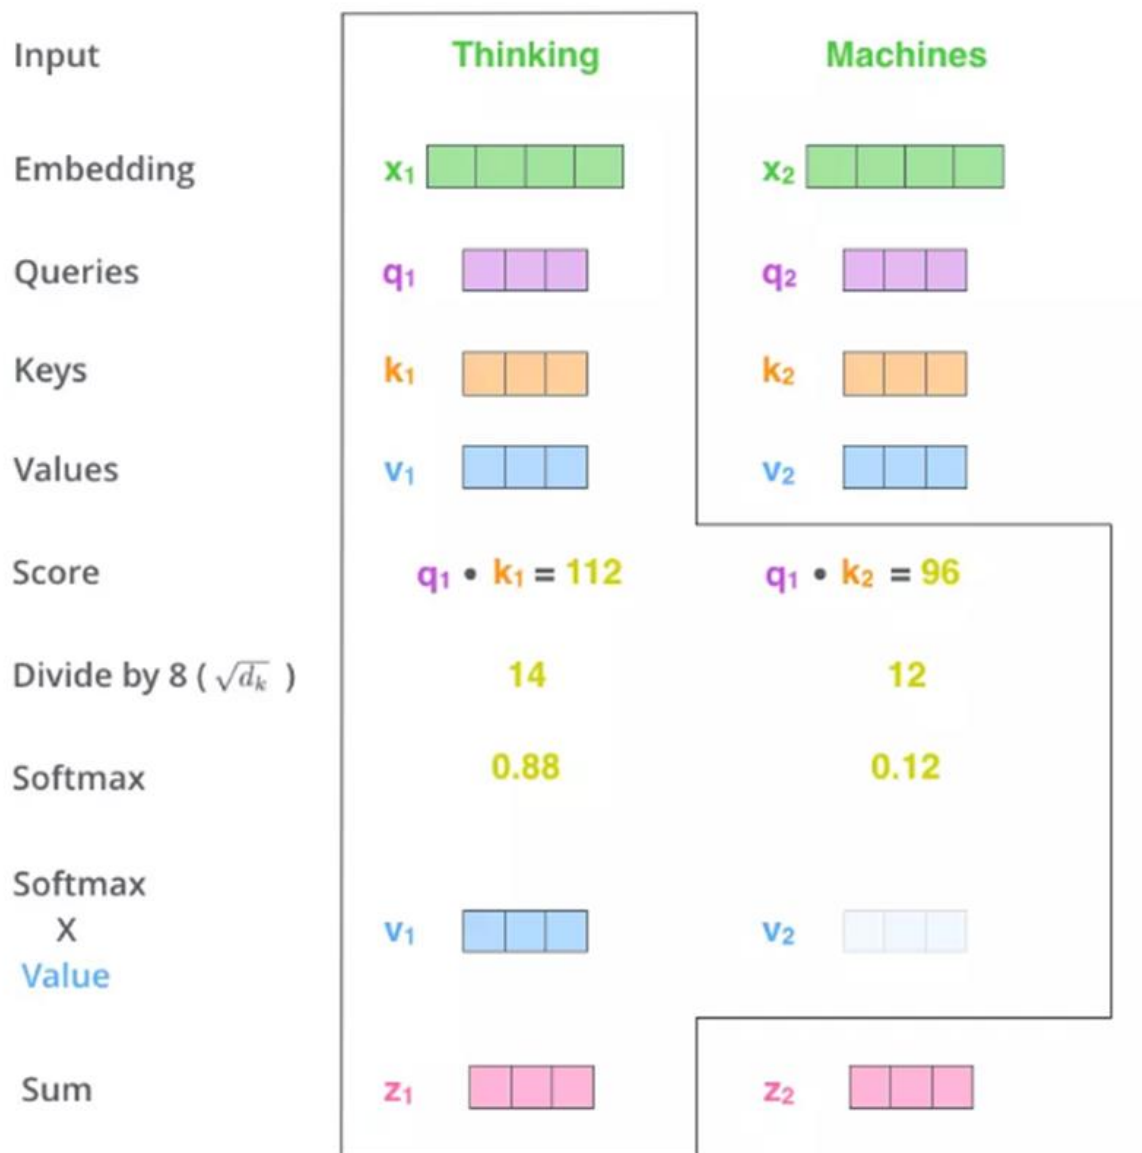 Input Thinking Machines
Embedding x1 x2
Queries q1 q2
Keys k1 k2
Values v1 v2
Score q1 • k1 = 112 q1 • k2 = 96
Divide by 8 ( √dk ) 14 12
Softmax 0.88 0.12
Softmax
X
Value
v1 v2
Sum z1 z2